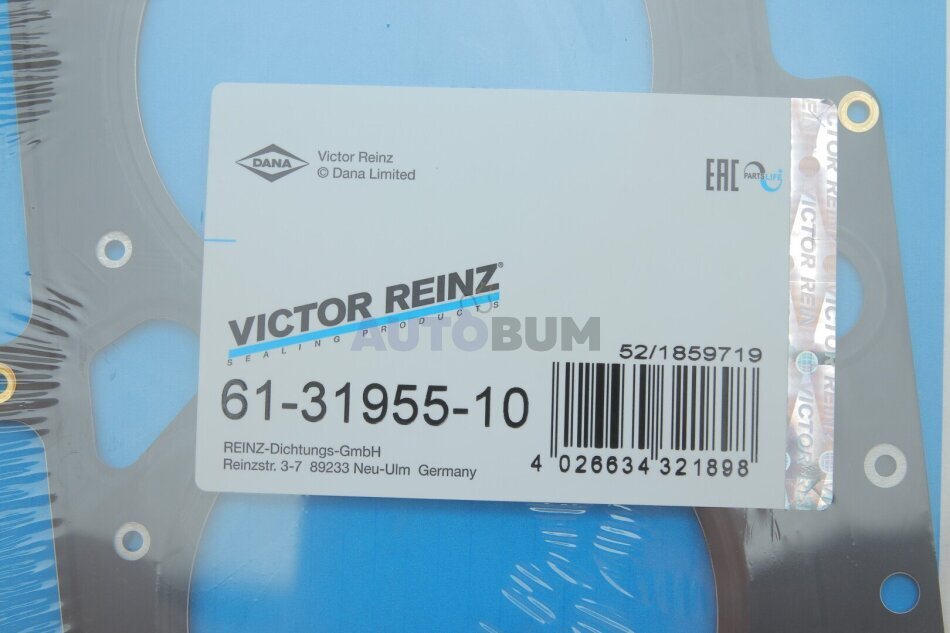 DANA
Victor Reinz
© Dana Limited
EAC
PARTSLIFE
VICTOR REINZ®
SEALING PRODUCTS
AUTOBUM
52/1859719
61-31955-10
4 026634 321898
REINZ-Dichtungs-GmbH
Reinzstr. 3-7 89233 Neu-Ulm Germany
VICTOR REINZ
VICTOR